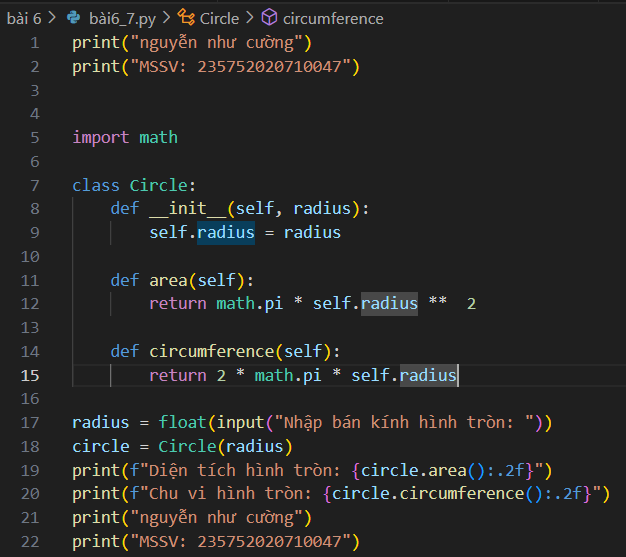 bài 6 > bài6_7.py > Circle > circumference
1 print("nguyễn như cường")
2 print("MSSV: 235752020710047")
3
4
5 import math
6
7 class Circle:
8     def __init__(self, radius):
9         self.radius = radius
10
11     def area(self):
12         return math.pi * self.radius **  2
13
14     def circumference(self):
15         return 2 * math.pi * self.radius
16
17 radius = float(input("Nhập bán kính hình tròn: "))
18 circle = Circle(radius)
19 print(f"Diện tích hình tròn: {circle.area():.2f}")
20 print(f"Chu vi hình tròn: {circle.circumference():.2f}")
21 print("nguyễn như cường")
22 print("MSSV: 235752020710047")